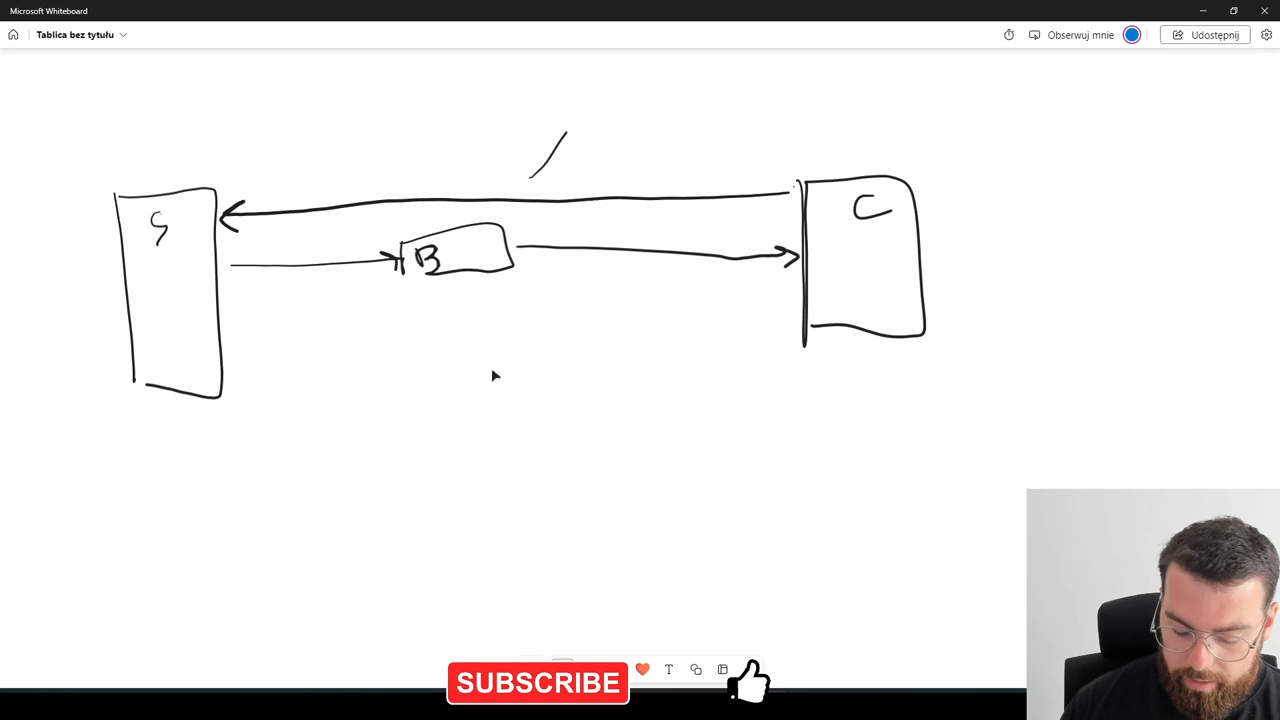 Microsoft Whiteboard
Tablica bez tytułu
Obserwuj mnie
Udostępnij
S
C
B
T
SUBSCRIBE